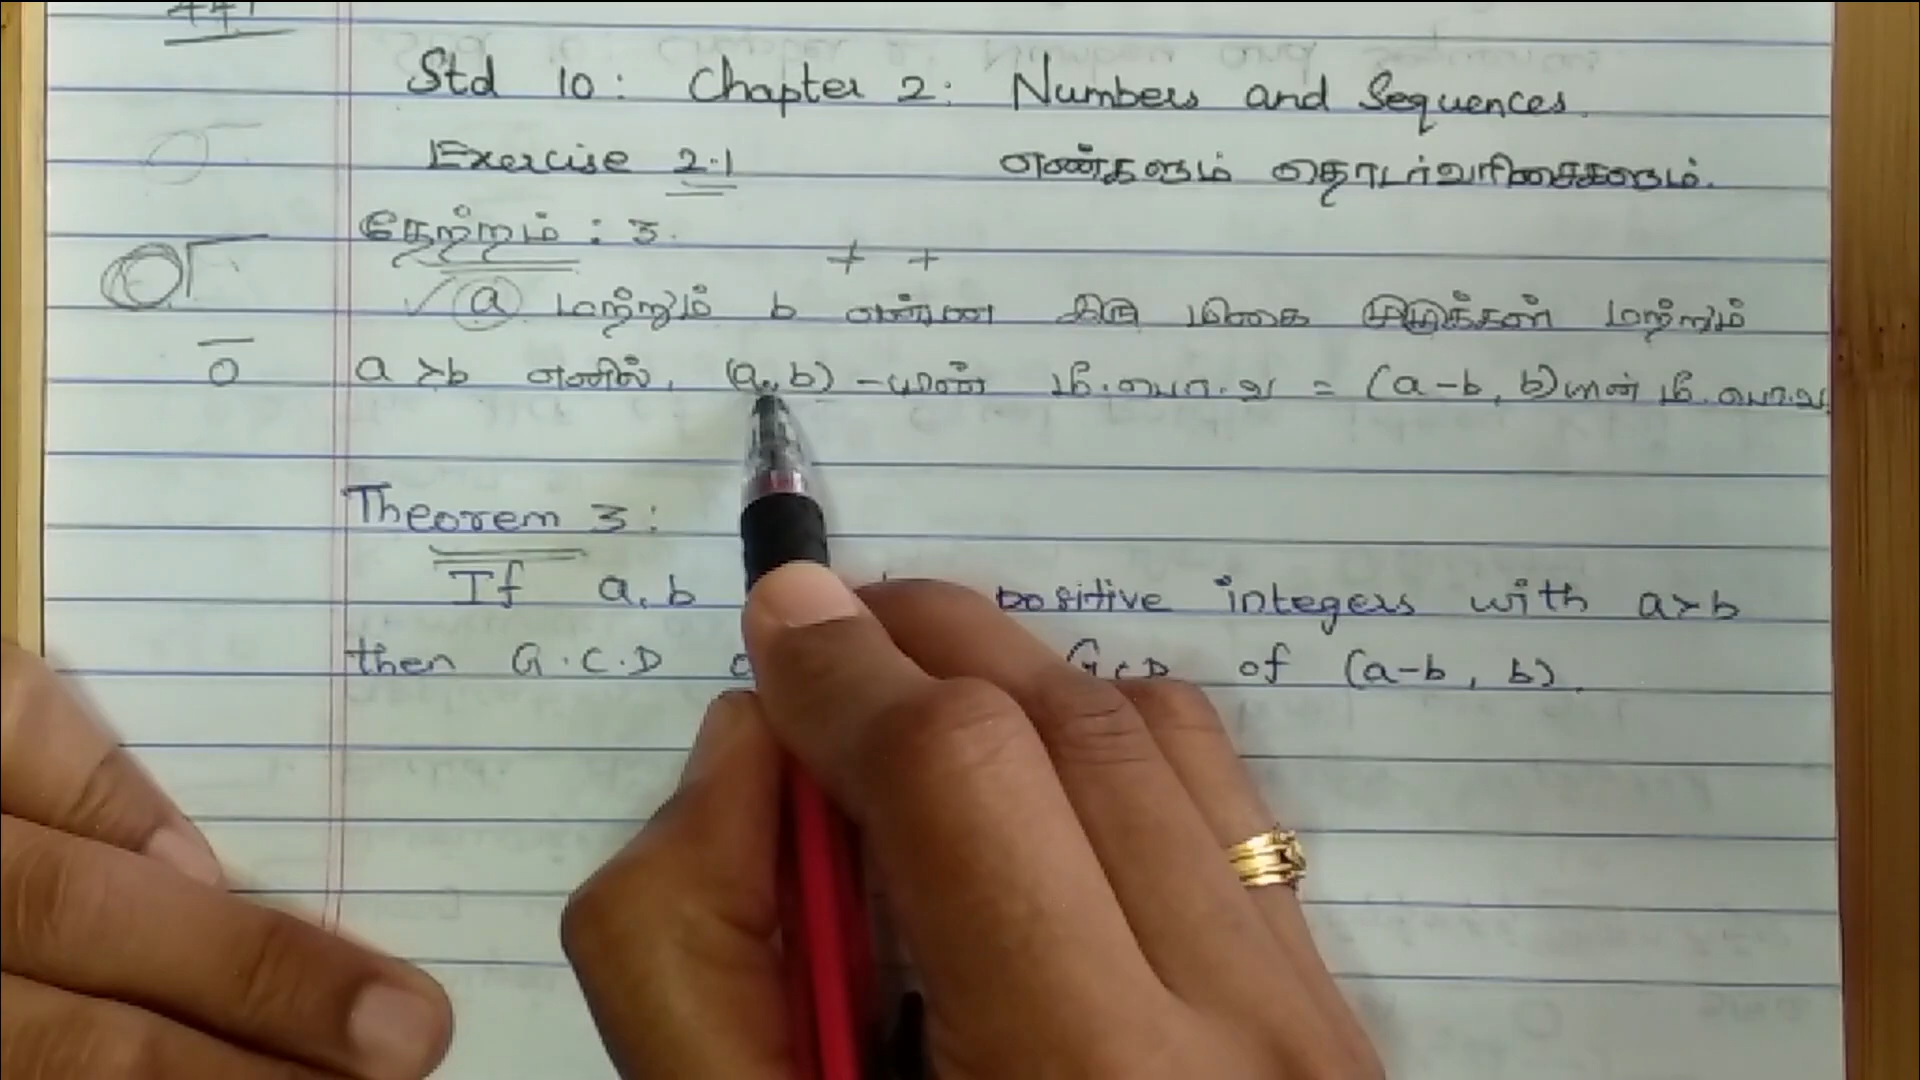 Std 10: Chapter 2: Numbers and Sequences.
Exercise 2.1 எண்களும் தொடர்வரிசைகளும்.
தேற்றம் : 3.
+ +
a மற்றும் b என்பன இரு மிகை முழுக்கள் மற்றும்
a > b எனில், (a, b) - யின் மீ.பொ.வ = (a-b, b)யின் மீ.பொ.வ
Theorem 3:
If a, b positive integers with a>b
then G.C.D GCD of (a-b, b).